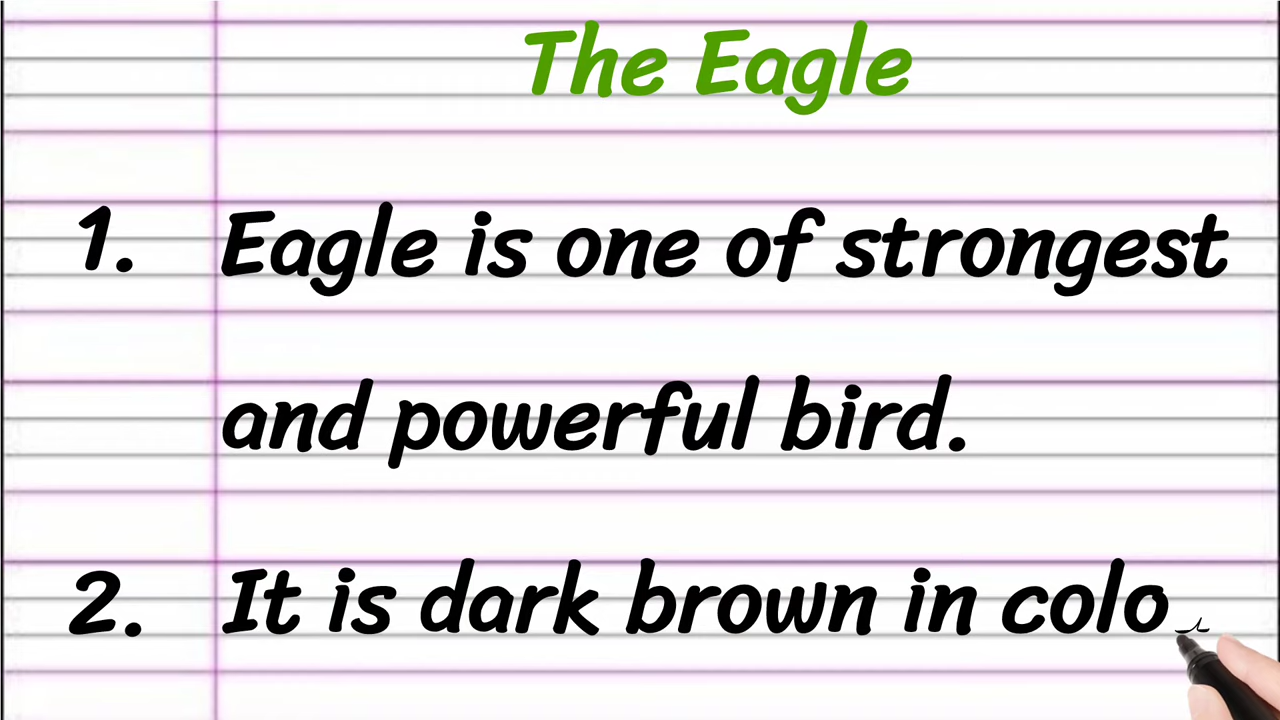 The Eagle
1. Eagle is one of strongest
and powerful bird.
2. It is dark brown in colo